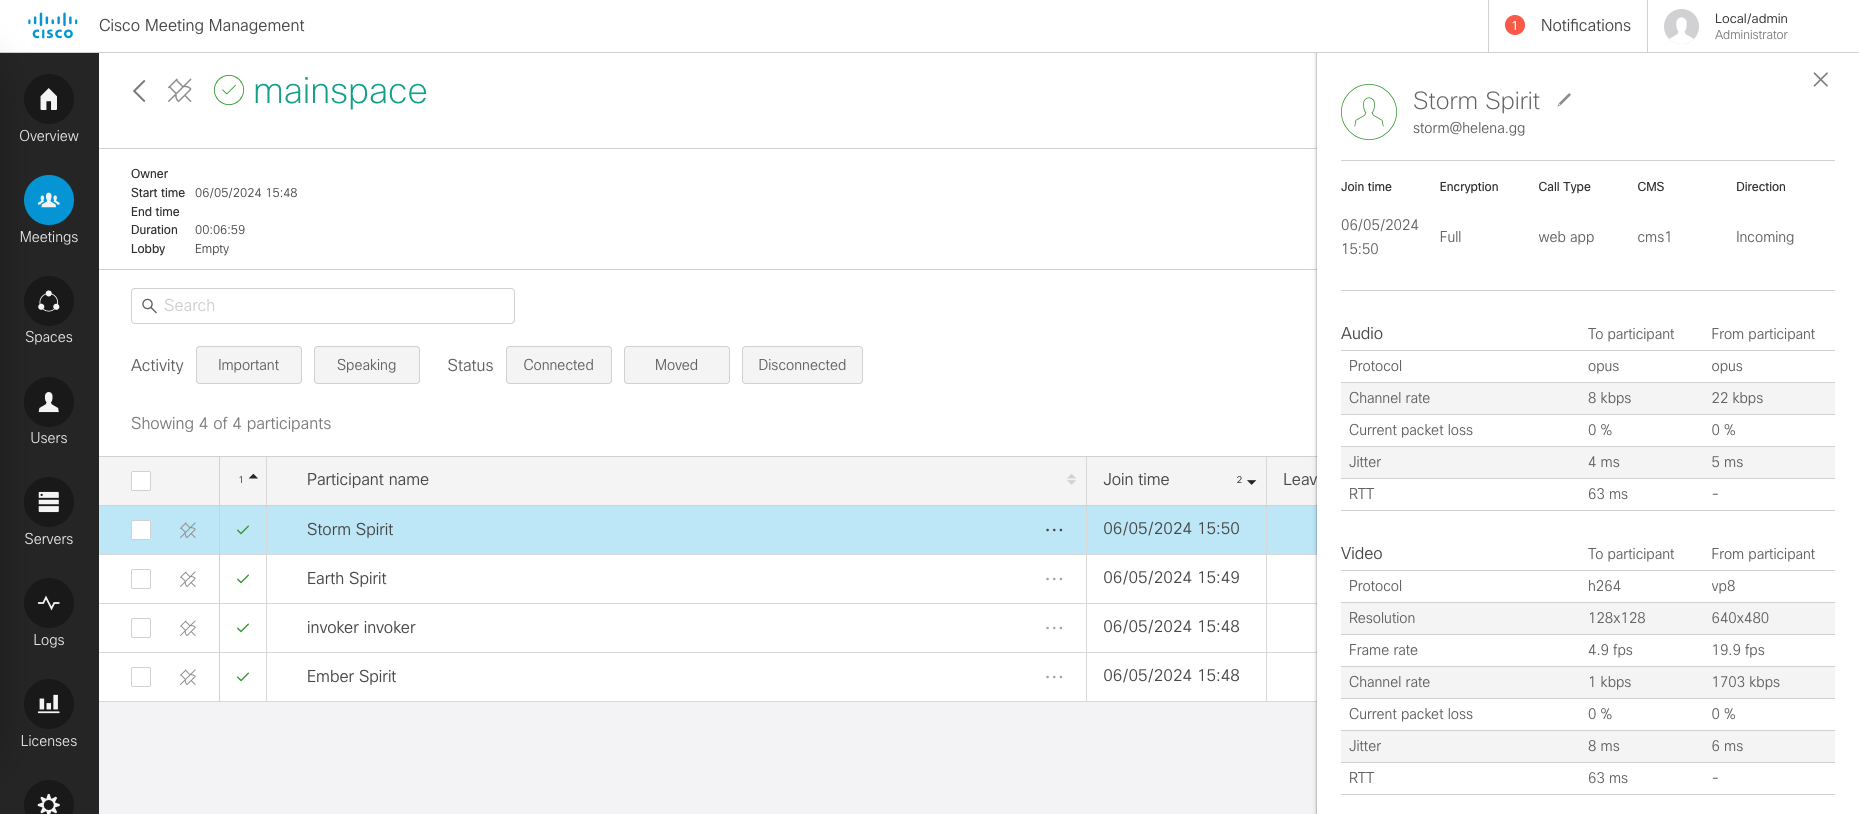 cisco
Cisco Meeting Management
1 Notifications
Local/admin
Administrator
Overview
Meetings
Spaces
Users
Servers
Logs
Licenses
mainspace
Owner
Start time 06/05/2024 15:48
End time
Duration 00:06:59
Lobby Empty
Search
Activity Important Speaking Status Connected Moved Disconnected
Showing 4 of 4 participants
1 Participant name Join time 2 Leav
Storm Spirit ... 06/05/2024 15:50
Earth Spirit ... 06/05/2024 15:49
invoker invoker ... 06/05/2024 15:48
Ember Spirit ... 06/05/2024 15:48
Storm Spirit
storm@helena.gg
Join time Encryption Call Type CMS Direction
06/05/2024 15:50 Full web app cms1 Incoming
Audio To participant From participant
Protocol opus opus
Channel rate 8 kbps 22 kbps
Current packet loss 0 % 0 %
Jitter 4 ms 5 ms
RTT 63 ms -
Video To participant From participant
Protocol h264 vp8
Resolution 128x128 640x480
Frame rate 4.9 fps 19.9 fps
Channel rate 1 kbps 1703 kbps
Current packet loss 0 % 0 %
Jitter 8 ms 6 ms
RTT 63 ms -